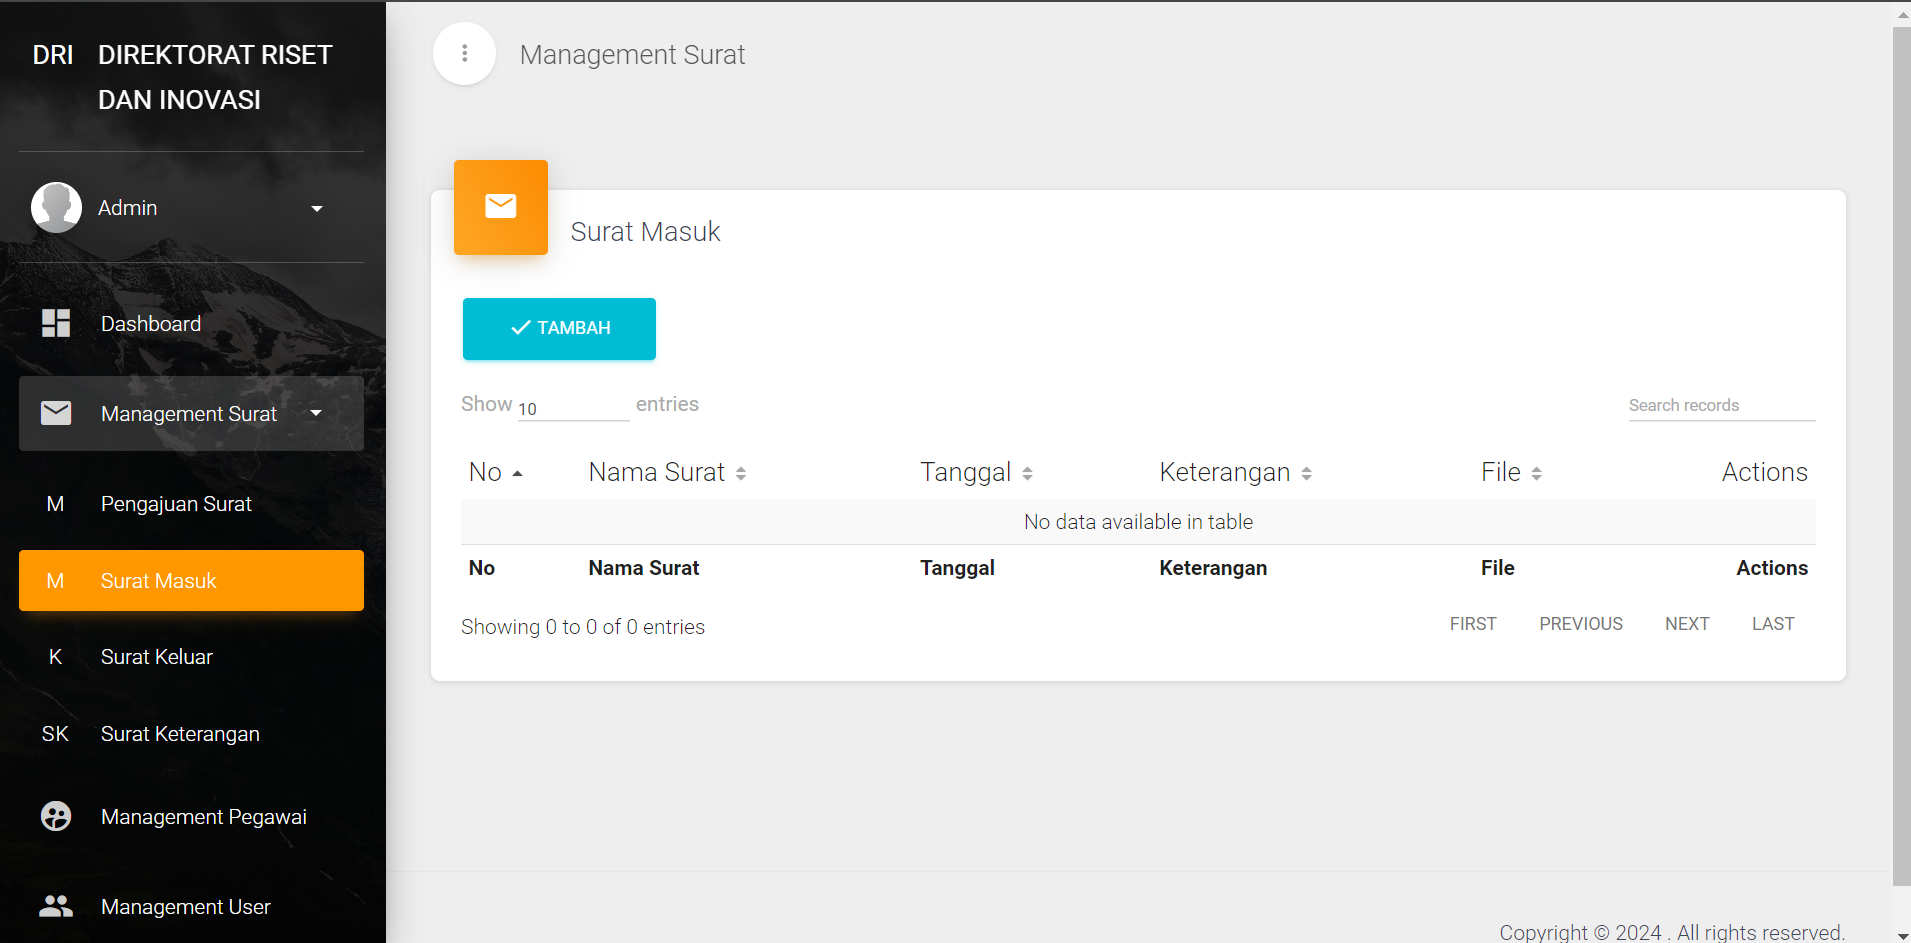 DRI DIREKTORAT RISET
DAN INOVASI
Admin
Dashboard
Management Surat
M Pengajuan Surat
M Surat Masuk
K Surat Keluar
SK Surat Keterangan
Management Pegawai
Management User
Management Surat
Surat Masuk
TAMBAH
Show 10 entries
Search records
No Nama Surat Tanggal Keterangan File Actions
No data available in table
No Nama Surat Tanggal Keterangan File Actions
Showing 0 to 0 of 0 entries
FIRST PREVIOUS NEXT LAST
Copyright © 2024 . All rights reserved.